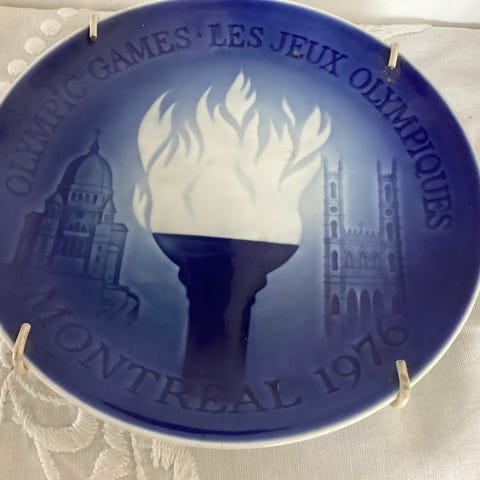 OLYMPIC GAMES · LES JEUX OLYMPIQUES
MONTREAL 1976